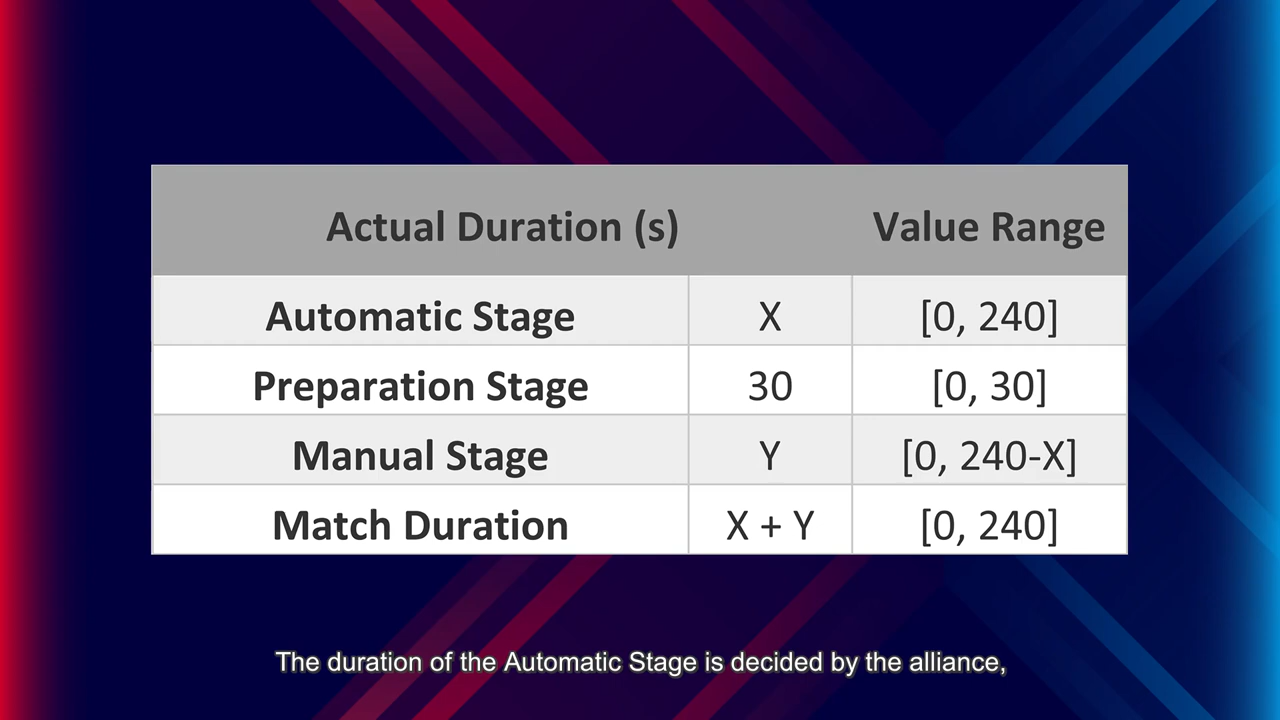 Actual Duration (s) Value Range
Automatic Stage X [0, 240]
Preparation Stage 30 [0, 30]
Manual Stage Y [0, 240-X]
Match Duration X + Y [0, 240]
The duration of the Automatic Stage is decided by the alliance,